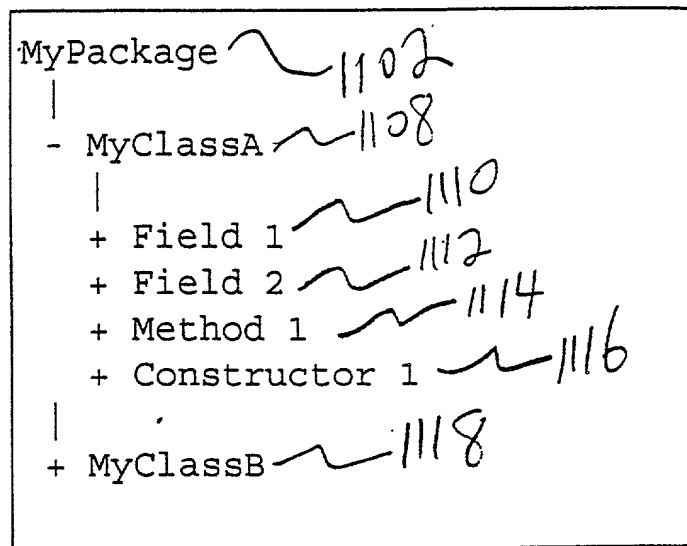 MyPackage 1102
|
- MyClassA 1108
|
+ Field 1 1110
+ Field 2 1112
+ Method 1 1114
+ Constructor 1 1116
|
+ MyClassB 1118